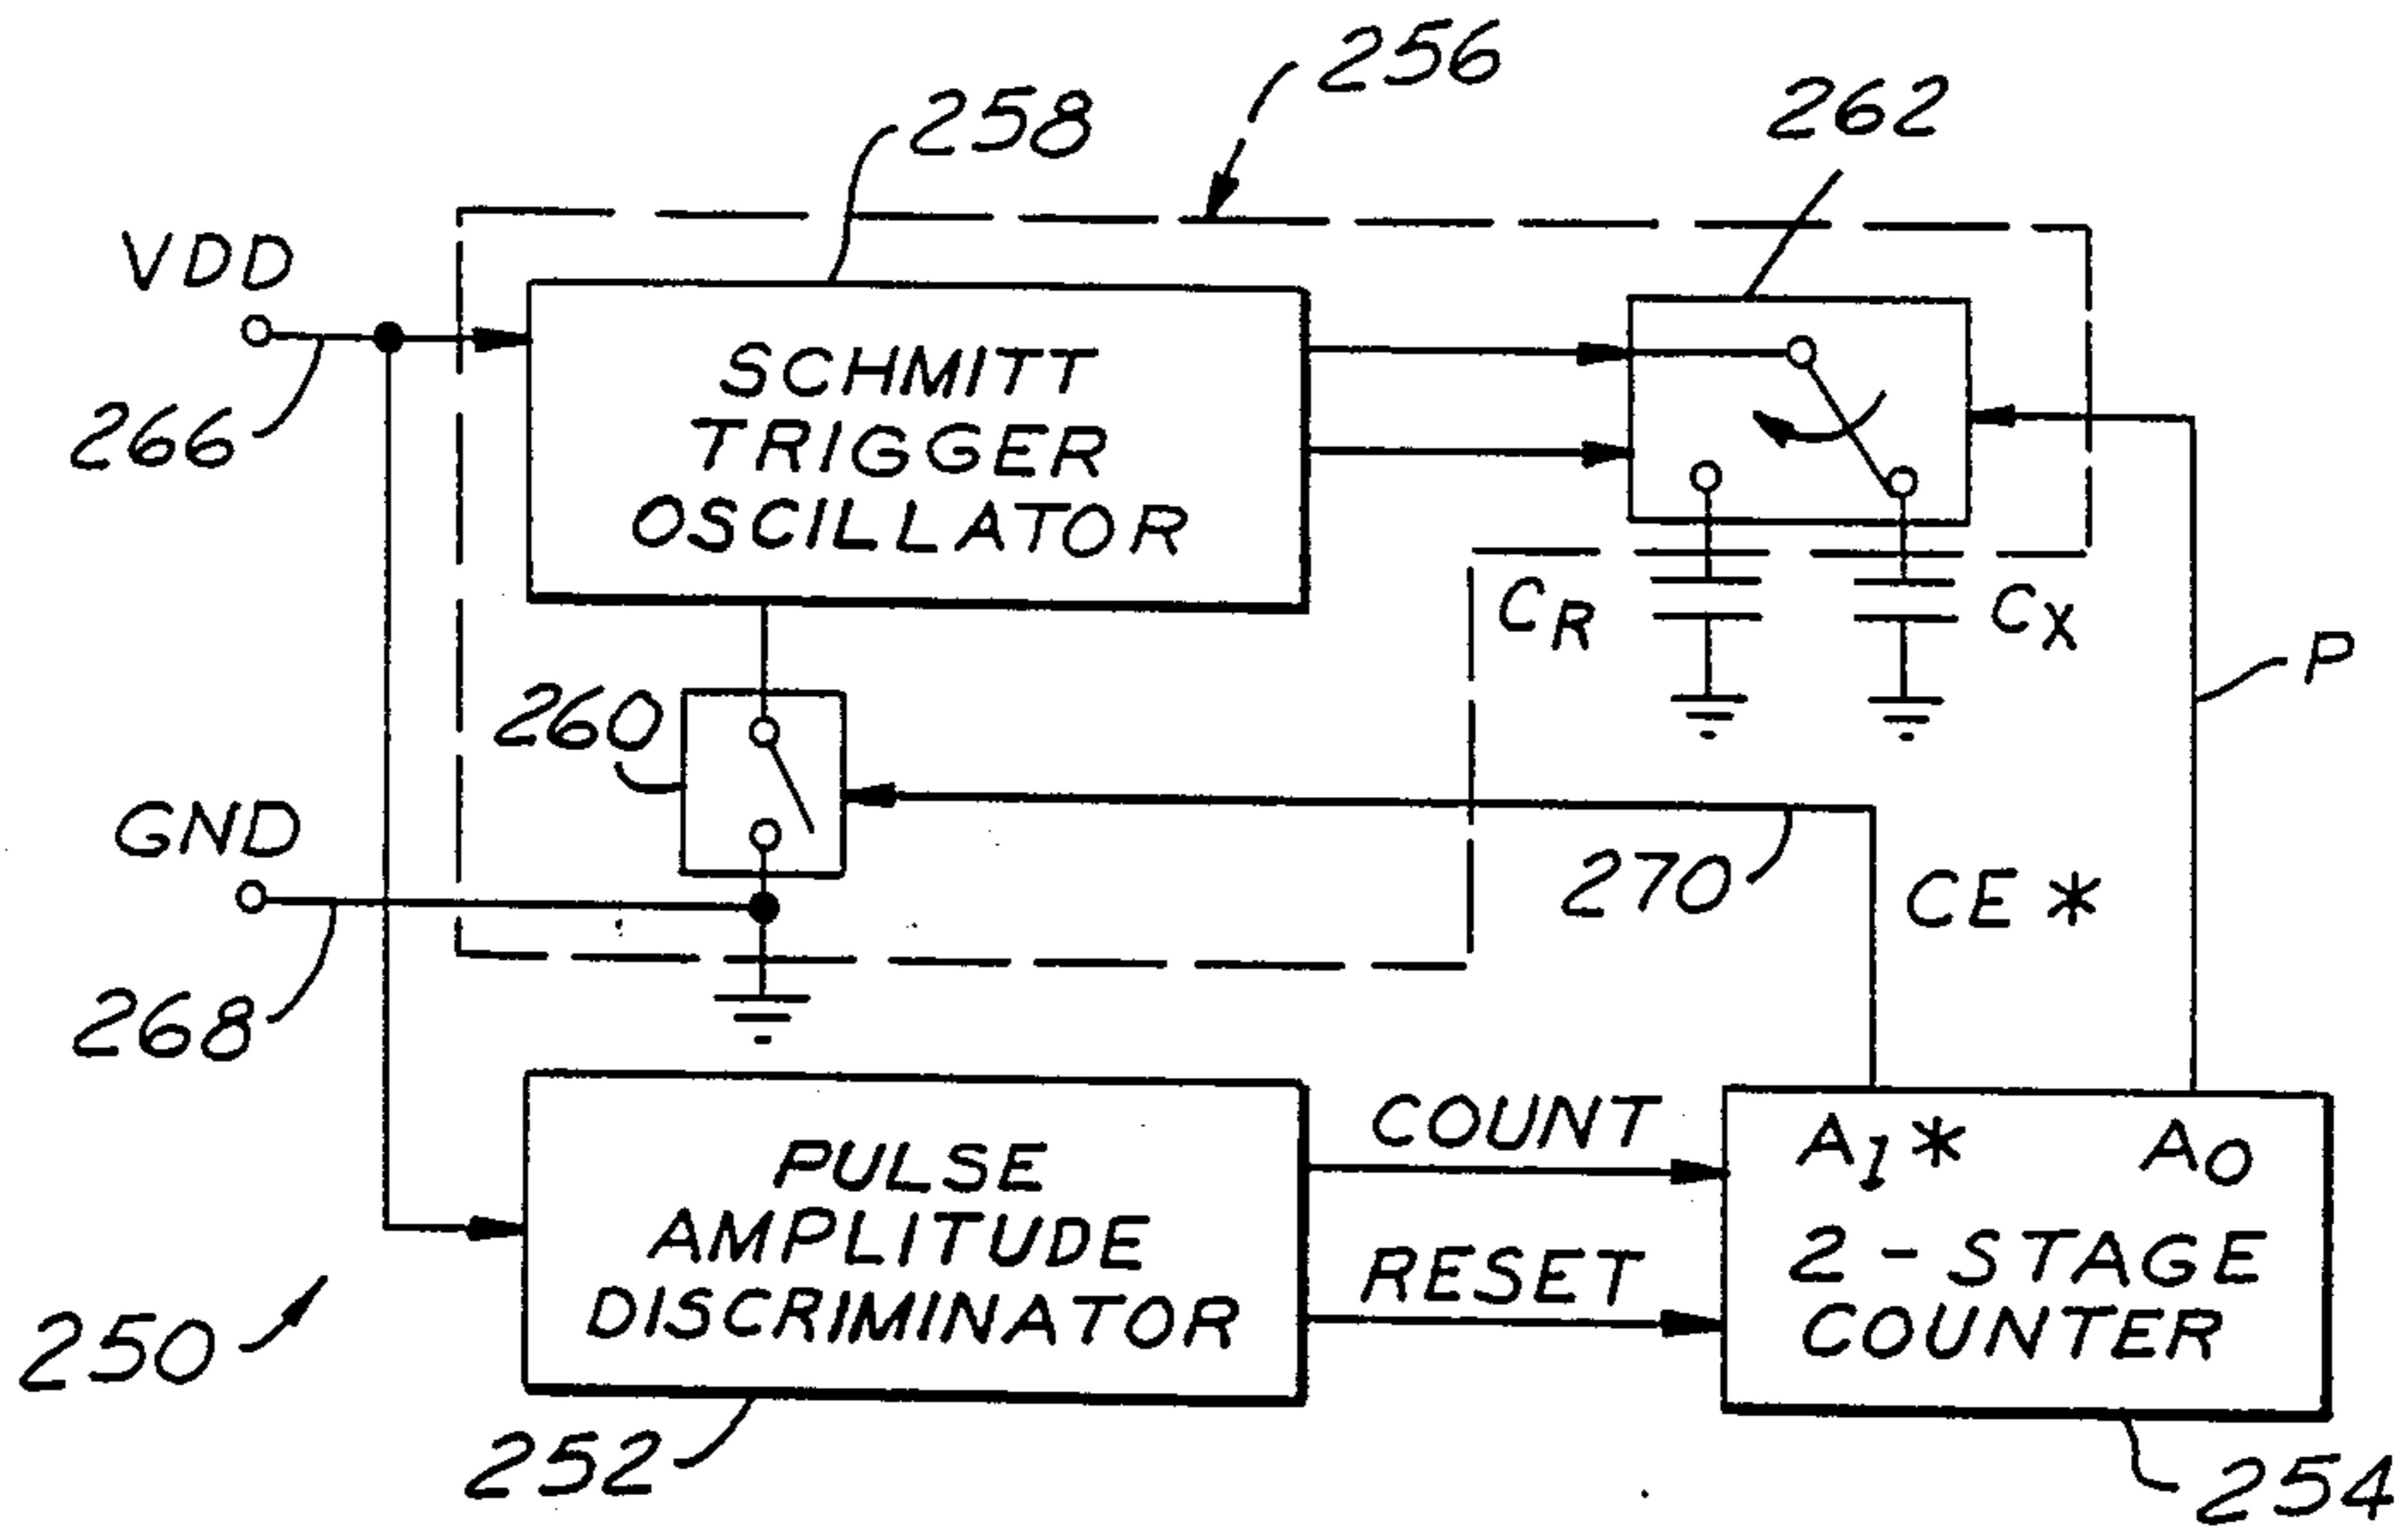 256
258
262
VDD
266
SCHMITT
TRIGGER
OSCILLATOR
CR
CX
P
260
GND
270
CE*
268
COUNT
A1*
A0
PULSE
AMPLITUDE
DISCRIMINATOR
RESET
2-STAGE
COUNTER
250
252
254